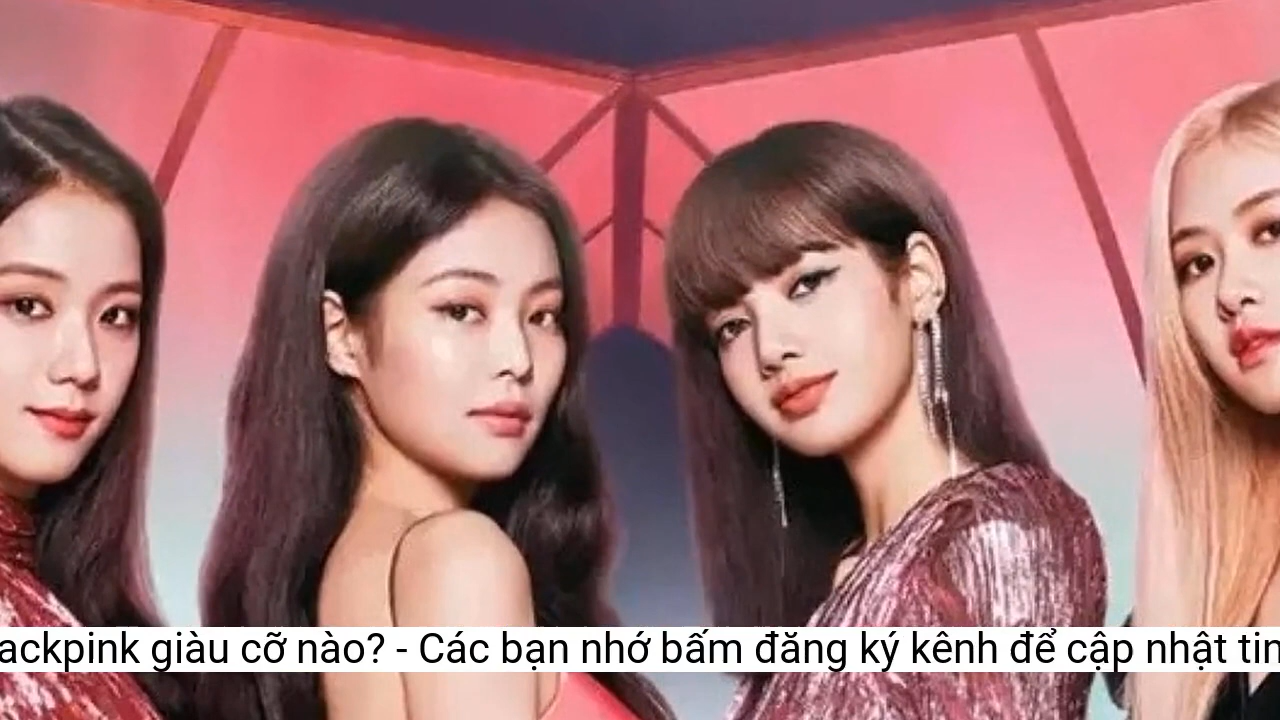 ackpink giàu cỡ nào? - Các bạn nhớ bấm đăng ký kênh để cập nhật tin